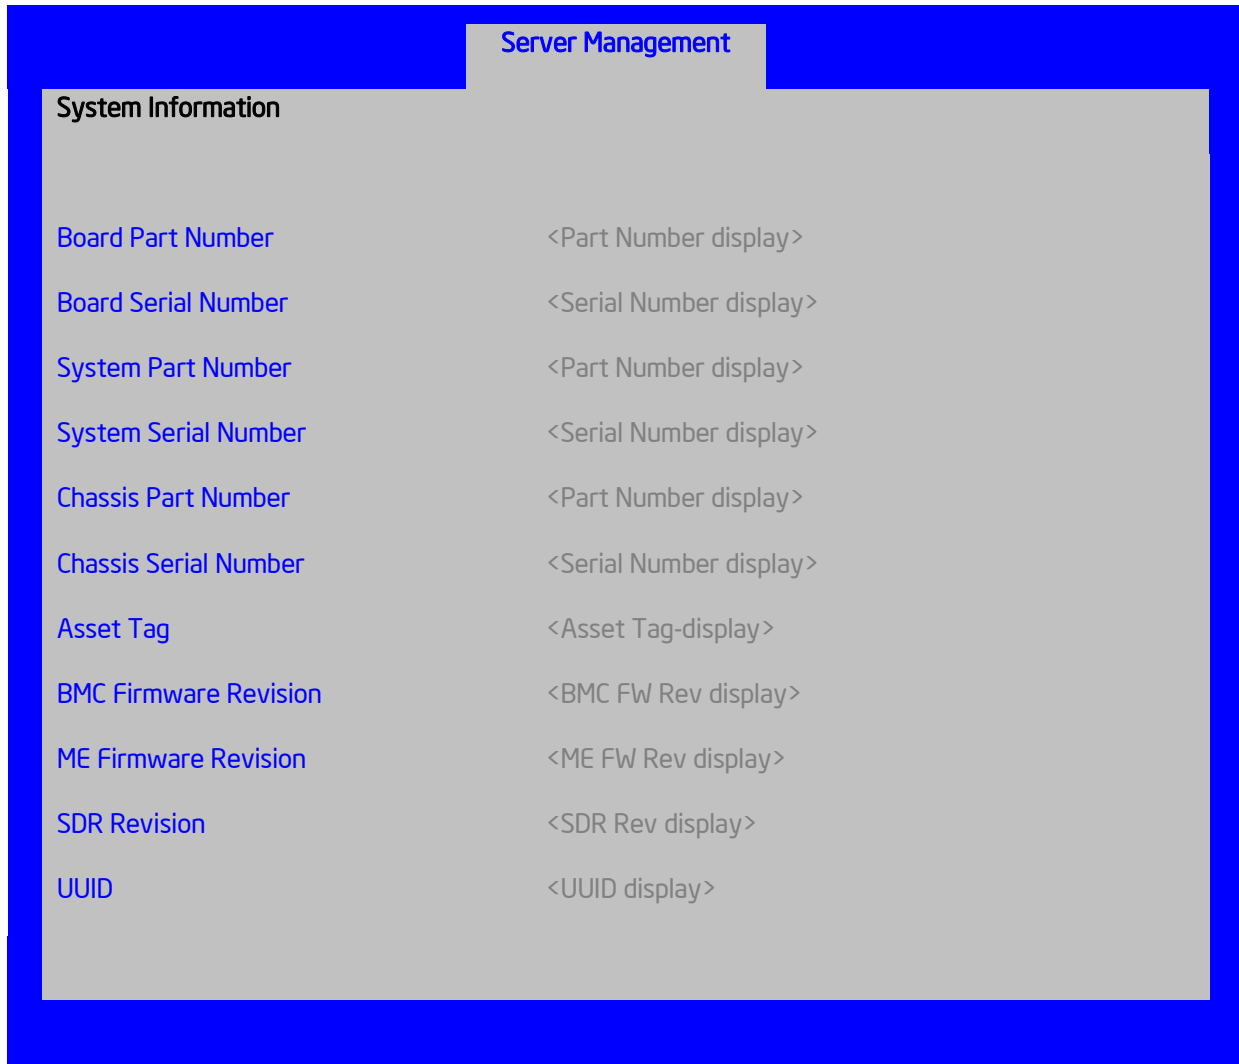 Server Management
System Information
Board Part Number <Part Number display>
Board Serial Number <Serial Number display>
System Part Number <Part Number display>
System Serial Number <Serial Number display>
Chassis Part Number <Part Number display>
Chassis Serial Number <Serial Number display>
Asset Tag <Asset Tag-display>
BMC Firmware Revision <BMC FW Rev display>
ME Firmware Revision <ME FW Rev display>
SDR Revision <SDR Rev display>
UUID <UUID display>